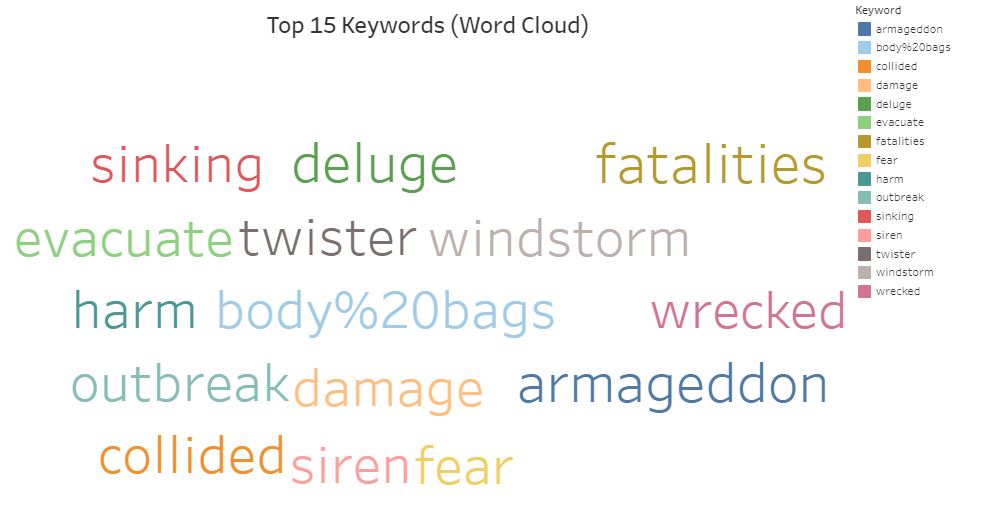 Top 15 Keywords (Word Cloud)
sinking deluge fatalities
evacuate twister windstorm
harm body%20bags wrecked
outbreak damage armageddon
collided siren fear
Keyword
armageddon
body%20bags
collided
damage
deluge
evacuate
fatalities
fear
harm
outbreak
sinking
siren
twister
windstorm
wrecked